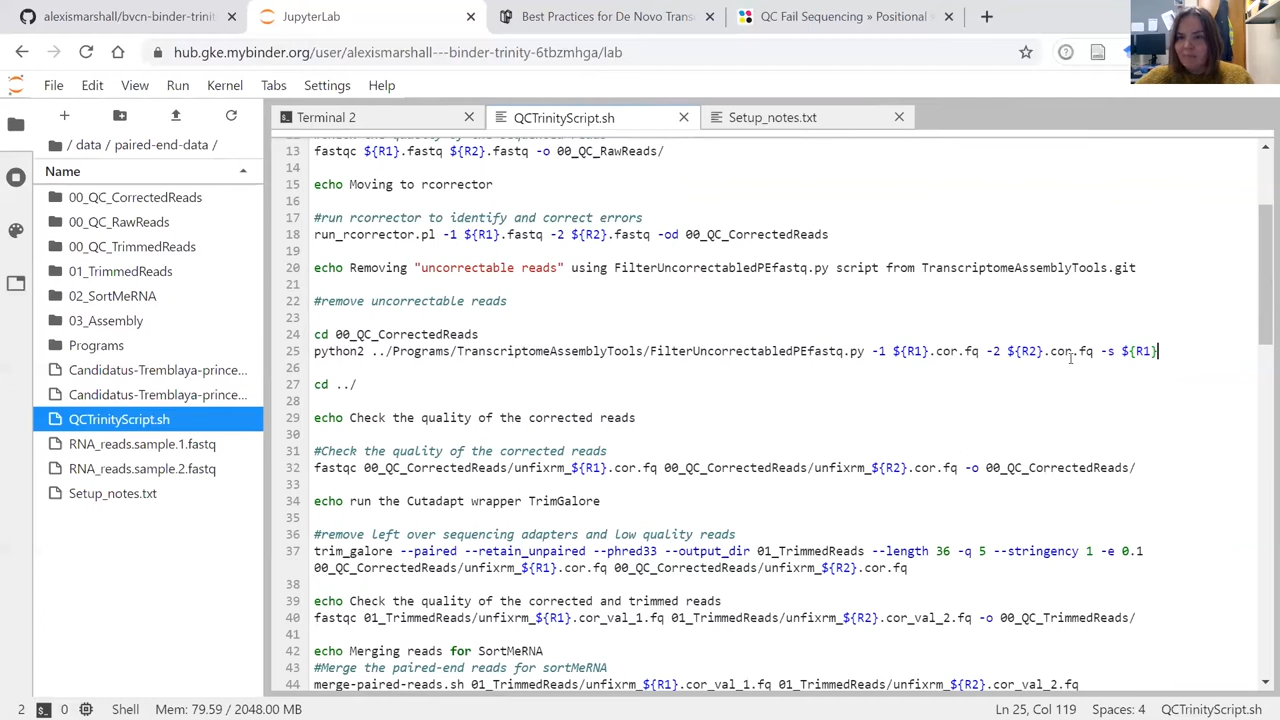 alexismarshall/bvcn-binder-trinit
JupyterLab
Best Practices for De Novo Trans
QC Fail Sequencing » Positional
hub.gke.mybinder.org/user/alexismarshall---binder-trinity-6tbzmhga/lab
File Edit View Run Kernel Tabs Settings Help
Terminal 2
QCTrinityScript.sh
Setup_notes.txt
/ data / paired-end-data /
Name
00_QC_CorrectedReads
00_QC_RawReads
00_QC_TrimmedReads
01_TrimmedReads
02_SortMeRNA
03_Assembly
Programs
Candidatus-Tremblaya-prince...
Candidatus-Tremblaya-prince...
QCTrinityScript.sh
RNA_reads.sample.1.fastq
RNA_reads.sample.2.fastq
Setup_notes.txt
13 fastqc ${R1}.fastq ${R2}.fastq -o 00_QC_RawReads/
14
15 echo Moving to rcorrector
16
17 #run rcorrector to identify and correct errors
18 run_rcorrector.pl -1 ${R1}.fastq -2 ${R2}.fastq -od 00_QC_CorrectedReads
19
20 echo Removing "uncorrectable reads" using FilterUncorrectabledPEfastq.py script from TranscriptomeAssemblyTools.git
21
22 #remove uncorrectable reads
23
24 cd 00_QC_CorrectedReads
25 python2 ../Programs/TranscriptomeAssemblyTools/FilterUncorrectabledPEfastq.py -1 ${R1}.cor.fq -2 ${R2}.cor.fq -s ${R1}
26
27 cd ../
28
29 echo Check the quality of the corrected reads
30
31 #Check the quality of the corrected reads
32 fastqc 00_QC_CorrectedReads/unfixrm_${R1}.cor.fq 00_QC_CorrectedReads/unfixrm_${R2}.cor.fq -o 00_QC_CorrectedReads/
33
34 echo run the Cutadapt wrapper TrimGalore
35
36 #remove left over sequencing adapters and low quality reads
37 trim_galore --paired --retain_unpaired --phred33 --output_dir 01_TrimmedReads --length 36 -q 5 --stringency 1 -e 0.1
00_QC_CorrectedReads/unfixrm_${R1}.cor.fq 00_QC_CorrectedReads/unfixrm_${R2}.cor.fq
38
39 echo Check the quality of the corrected and trimmed reads
40 fastqc 01_TrimmedReads/unfixrm_${R1}.cor_val_1.fq 01_TrimmedReads/unfixrm_${R2}.cor_val_2.fq -o 00_QC_TrimmedReads/
41
42 echo Merging reads for SortMeRNA
43 #Merge the paired-end reads for sortMeRNA
44 merge-paired-reads.sh 01_TrimmedReads/unfixrm_${R1}.cor_val_1.fq 01_TrimmedReads/unfixrm_${R2}.cor_val_2.fq
2 0 Shell Mem: 79.59 / 2048.00 MB
Ln 25, Col 119 Spaces: 4 QCTrinityScript.sh